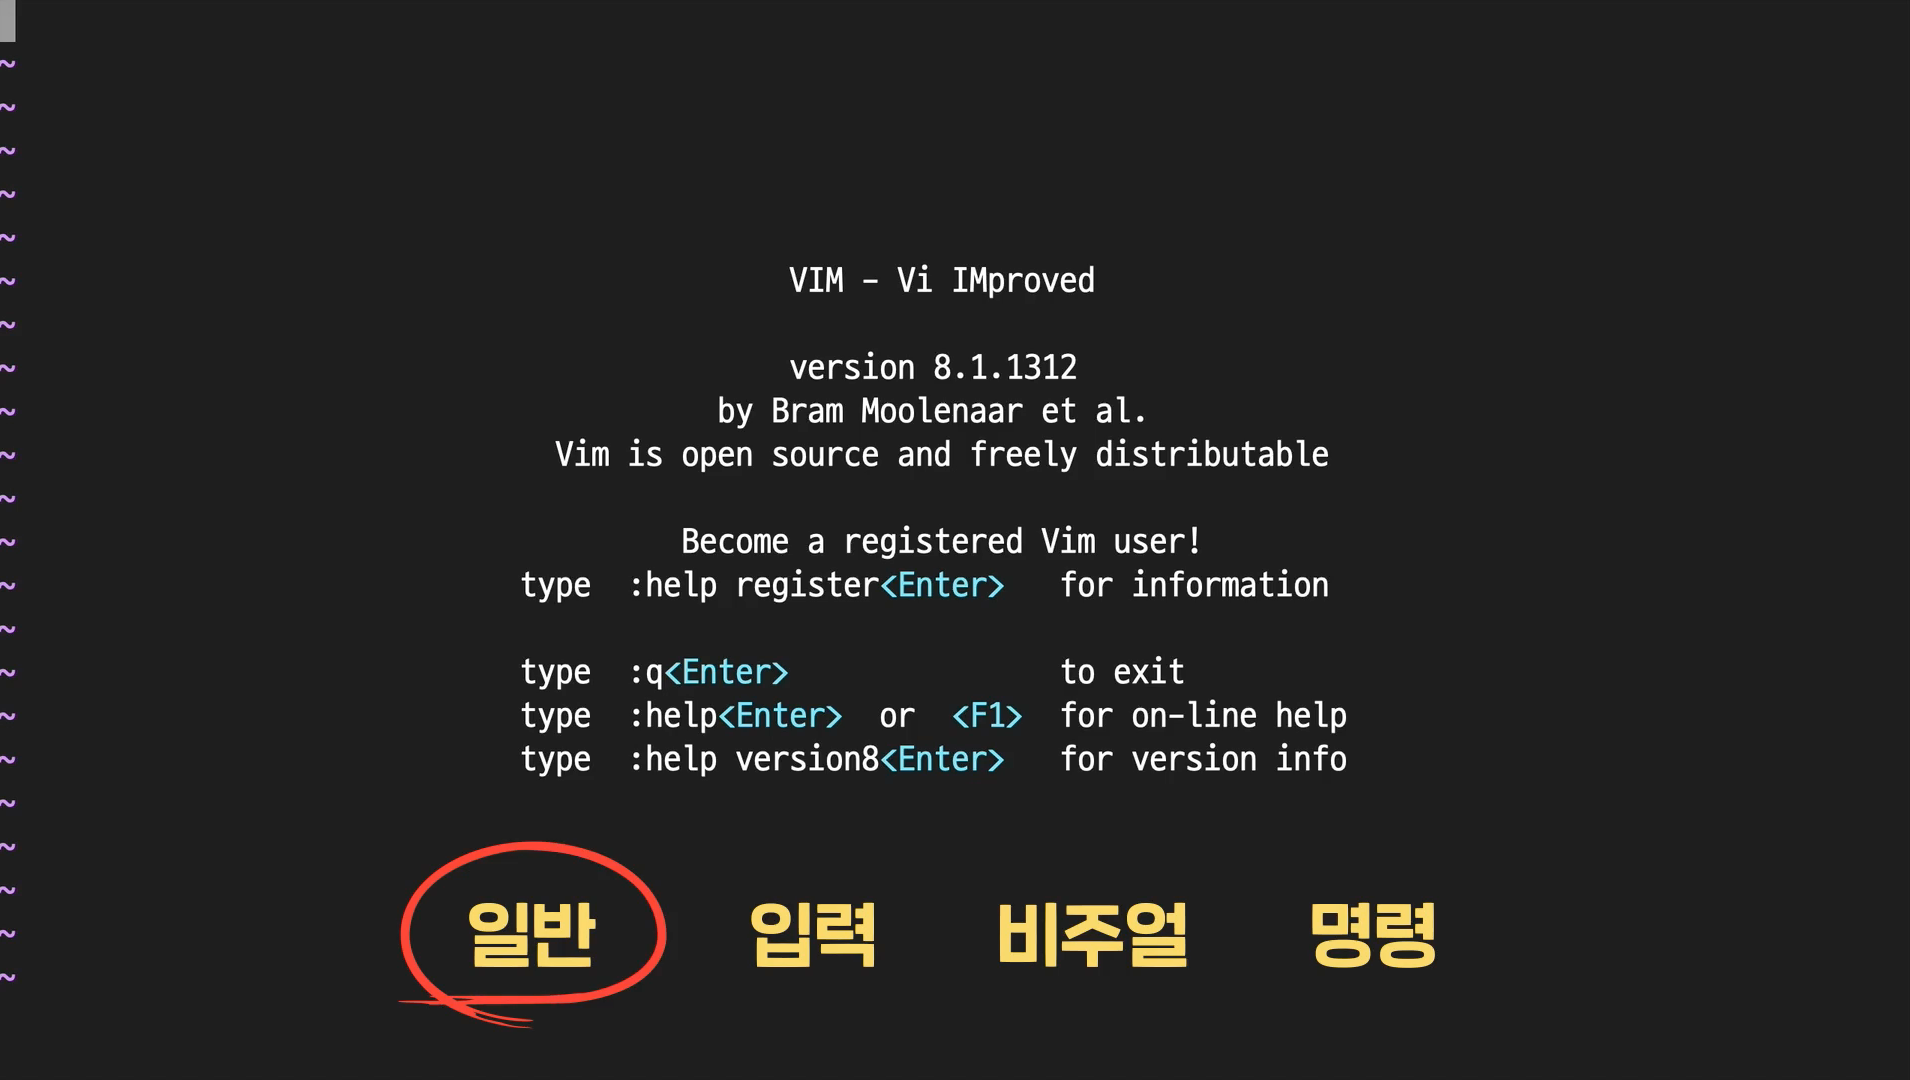 ~
~
~
~
~
~ VIM - Vi IMproved
~
~ version 8.1.1312
~ by Bram Moolenaar et al.
~ Vim is open source and freely distributable
~
~ Become a registered Vim user!
~ type :help register<Enter> for information
~
~ type :q<Enter> to exit
~ type :help<Enter> or <F1> for on-line help
~ type :help version8<Enter> for version info
~
~
~
~ 일반 입력 비주얼 명령
~